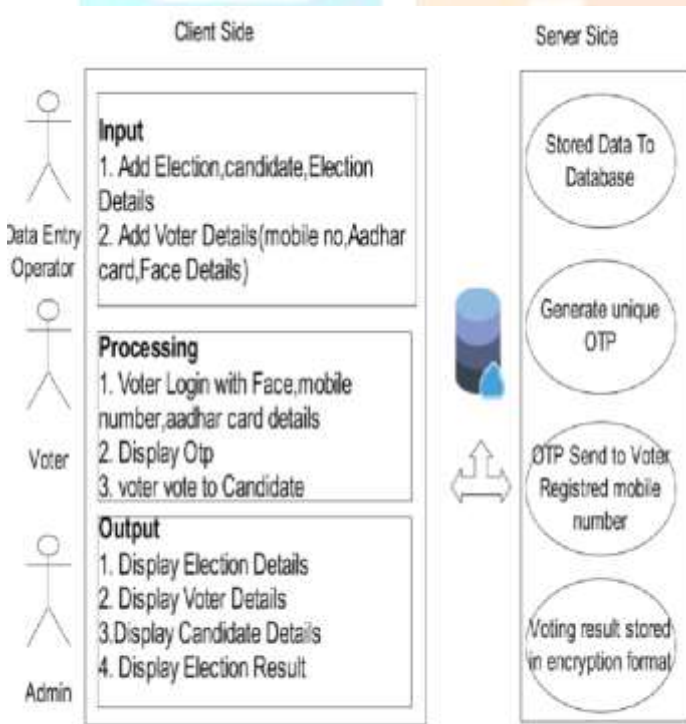 Client Side
Server Side
Data Entry
Operator
Input
1. Add Election,candidate,Election
Details
2. Add Voter Details(mobile no,Aadhar
card,Face Details)
Voter
Processing
1. Voter Login with Face,mobile
number,aadhar card details
2. Display Otp
3. voter vote to Candidate
Admin
Output
1. Display Election Details
2. Display Voter Details
3.Display Candidate Details
4. Display Election Result
Stored Data To
Database
Generate unique
OTP
OTP Send to Voter
Registred mobile
number
Voting result stored
in encryption format